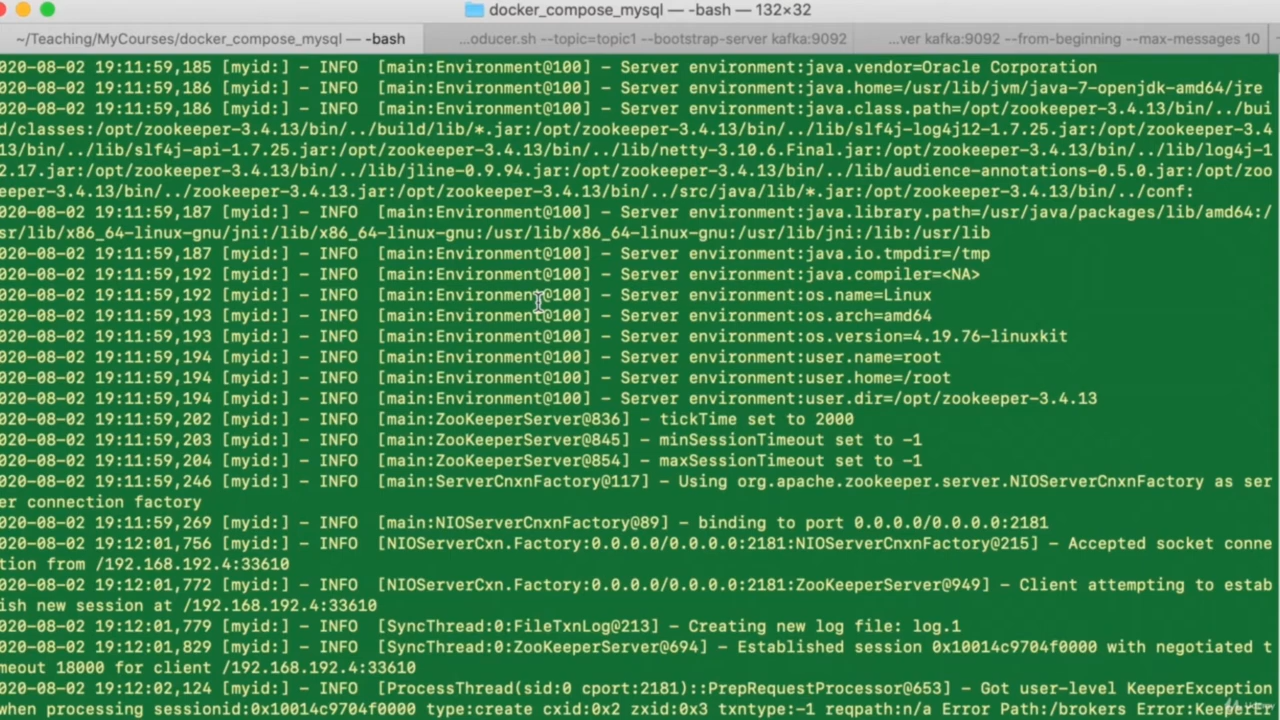 docker_compose_mysql — -bash — 132×32
~/Teaching/MyCourses/docker_compose_mysql — -bash ...oducer.sh --topic=topic1 --bootstrap-server kafka:9092 ...ver kafka:9092 --from-beginning --max-messages 10
020-08-02 19:11:59,185 [myid:] - INFO [main:Environment@100] - Server environment:java.vendor=Oracle Corporation
020-08-02 19:11:59,186 [myid:] - INFO [main:Environment@100] - Server environment:java.home=/usr/lib/jvm/java-7-openjdk-amd64/jre
020-08-02 19:11:59,186 [myid:] - INFO [main:Environment@100] - Server environment:java.class.path=/opt/zookeeper-3.4.13/bin/../bui
d/classes:/opt/zookeeper-3.4.13/bin/../build/lib/*.jar:/opt/zookeeper-3.4.13/bin/../lib/slf4j-log4j12-1.7.25.jar:/opt/zookeeper-3.4
13/bin/../lib/slf4j-api-1.7.25.jar:/opt/zookeeper-3.4.13/bin/../lib/netty-3.10.6.Final.jar:/opt/zookeeper-3.4.13/bin/../lib/log4j-1
2.17.jar:/opt/zookeeper-3.4.13/bin/../lib/jline-0.9.94.jar:/opt/zookeeper-3.4.13/bin/../lib/audience-annotations-0.5.0.jar:/opt/zoo
eeper-3.4.13/bin/../zookeeper-3.4.13.jar:/opt/zookeeper-3.4.13/bin/../src/java/lib/*.jar:/opt/zookeeper-3.4.13/bin/../conf:
020-08-02 19:11:59,187 [myid:] - INFO [main:Environment@100] - Server environment:java.library.path=/usr/java/packages/lib/amd64:/
sr/lib/x86_64-linux-gnu/jni:/lib/x86_64-linux-gnu:/usr/lib/x86_64-linux-gnu:/usr/lib/jni:/lib:/usr/lib
020-08-02 19:11:59,187 [myid:] - INFO [main:Environment@100] - Server environment:java.io.tmpdir=/tmp
020-08-02 19:11:59,192 [myid:] - INFO [main:Environment@100] - Server environment:java.compiler=<NA>
020-08-02 19:11:59,192 [myid:] - INFO [main:Environment@100] - Server environment:os.name=Linux
020-08-02 19:11:59,193 [myid:] - INFO [main:Environment@100] - Server environment:os.arch=amd64
020-08-02 19:11:59,193 [myid:] - INFO [main:Environment@100] - Server environment:os.version=4.19.76-linuxkit
020-08-02 19:11:59,194 [myid:] - INFO [main:Environment@100] - Server environment:user.name=root
020-08-02 19:11:59,194 [myid:] - INFO [main:Environment@100] - Server environment:user.home=/root
020-08-02 19:11:59,194 [myid:] - INFO [main:Environment@100] - Server environment:user.dir=/opt/zookeeper-3.4.13
020-08-02 19:11:59,202 [myid:] - INFO [main:ZooKeeperServer@836] - tickTime set to 2000
020-08-02 19:11:59,203 [myid:] - INFO [main:ZooKeeperServer@845] - minSessionTimeout set to -1
020-08-02 19:11:59,204 [myid:] - INFO [main:ZooKeeperServer@854] - maxSessionTimeout set to -1
020-08-02 19:11:59,246 [myid:] - INFO [main:ServerCnxnFactory@117] - Using org.apache.zookeeper.server.NIOServerCnxnFactory as ser
er connection factory
020-08-02 19:11:59,269 [myid:] - INFO [main:NIOServerCnxnFactory@89] - binding to port 0.0.0.0/0.0.0.0:2181
020-08-02 19:12:01,756 [myid:] - INFO [NIOServerCxn.Factory:0.0.0.0/0.0.0.0:2181:NIOServerCnxnFactory@215] - Accepted socket conne
tion from /192.168.192.4:33610
020-08-02 19:12:01,772 [myid:] - INFO [NIOServerCxn.Factory:0.0.0.0/0.0.0.0:2181:ZooKeeperServer@949] - Client attempting to estab
ish new session at /192.168.192.4:33610
020-08-02 19:12:01,779 [myid:] - INFO [SyncThread:0:FileTxnLog@213] - Creating new log file: log.1
020-08-02 19:12:01,829 [myid:] - INFO [SyncThread:0:ZooKeeperServer@694] - Established session 0x10014c9704f0000 with negotiated t
meout 18000 for client /192.168.192.4:33610
020-08-02 19:12:02,124 [myid:] - INFO [ProcessThread(sid:0 cport:2181)::PrepRequestProcessor@653] - Got user-level KeeperException
when processing sessionid:0x10014c9704f0000 type:create cxid:0x2 zxid:0x3 txntype:-1 reqpath:n/a Error Path:/brokers Error:KeeperEr